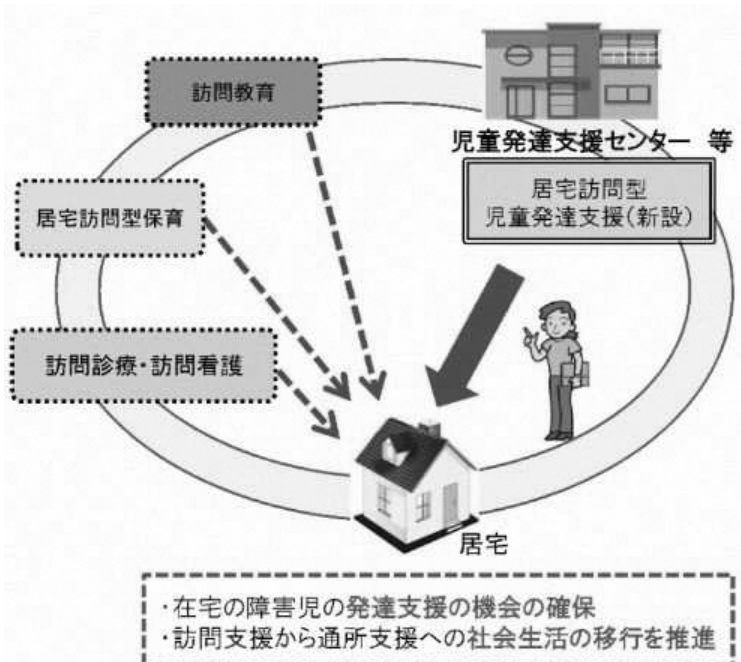 訪問教育
児童発達支援センター 等
居宅訪問型
児童発達支援(新設)
居宅訪問型保育
訪問診療・訪問看護
居宅
・在宅の障害児の発達支援の機会の確保
・訪問支援から通所支援への社会生活の移行を推進